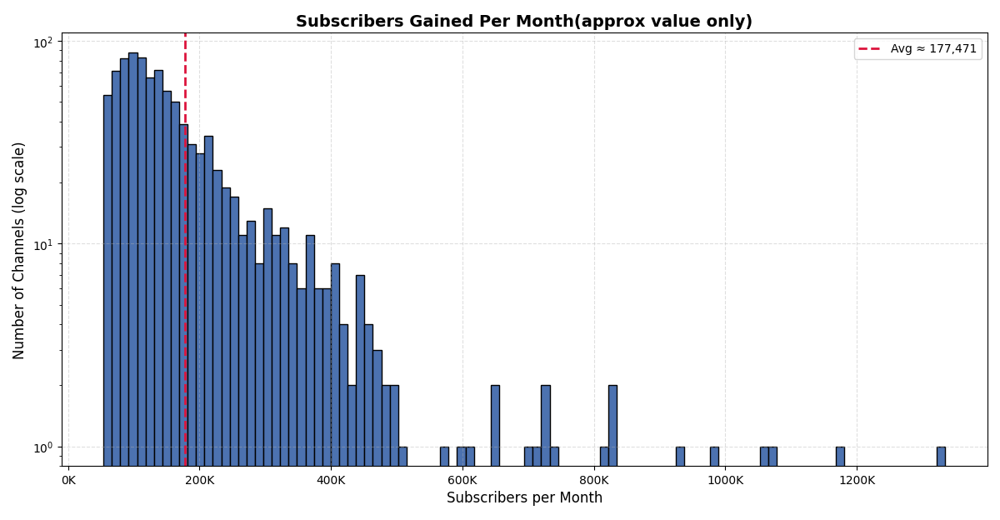 Subscribers Gained Per Month(approx value only)
Avg ≈ 177,471
Number of Channels (log scale)
10²
10¹
10⁰
0K 200K 400K 600K 800K 1000K 1200K
Subscribers per Month